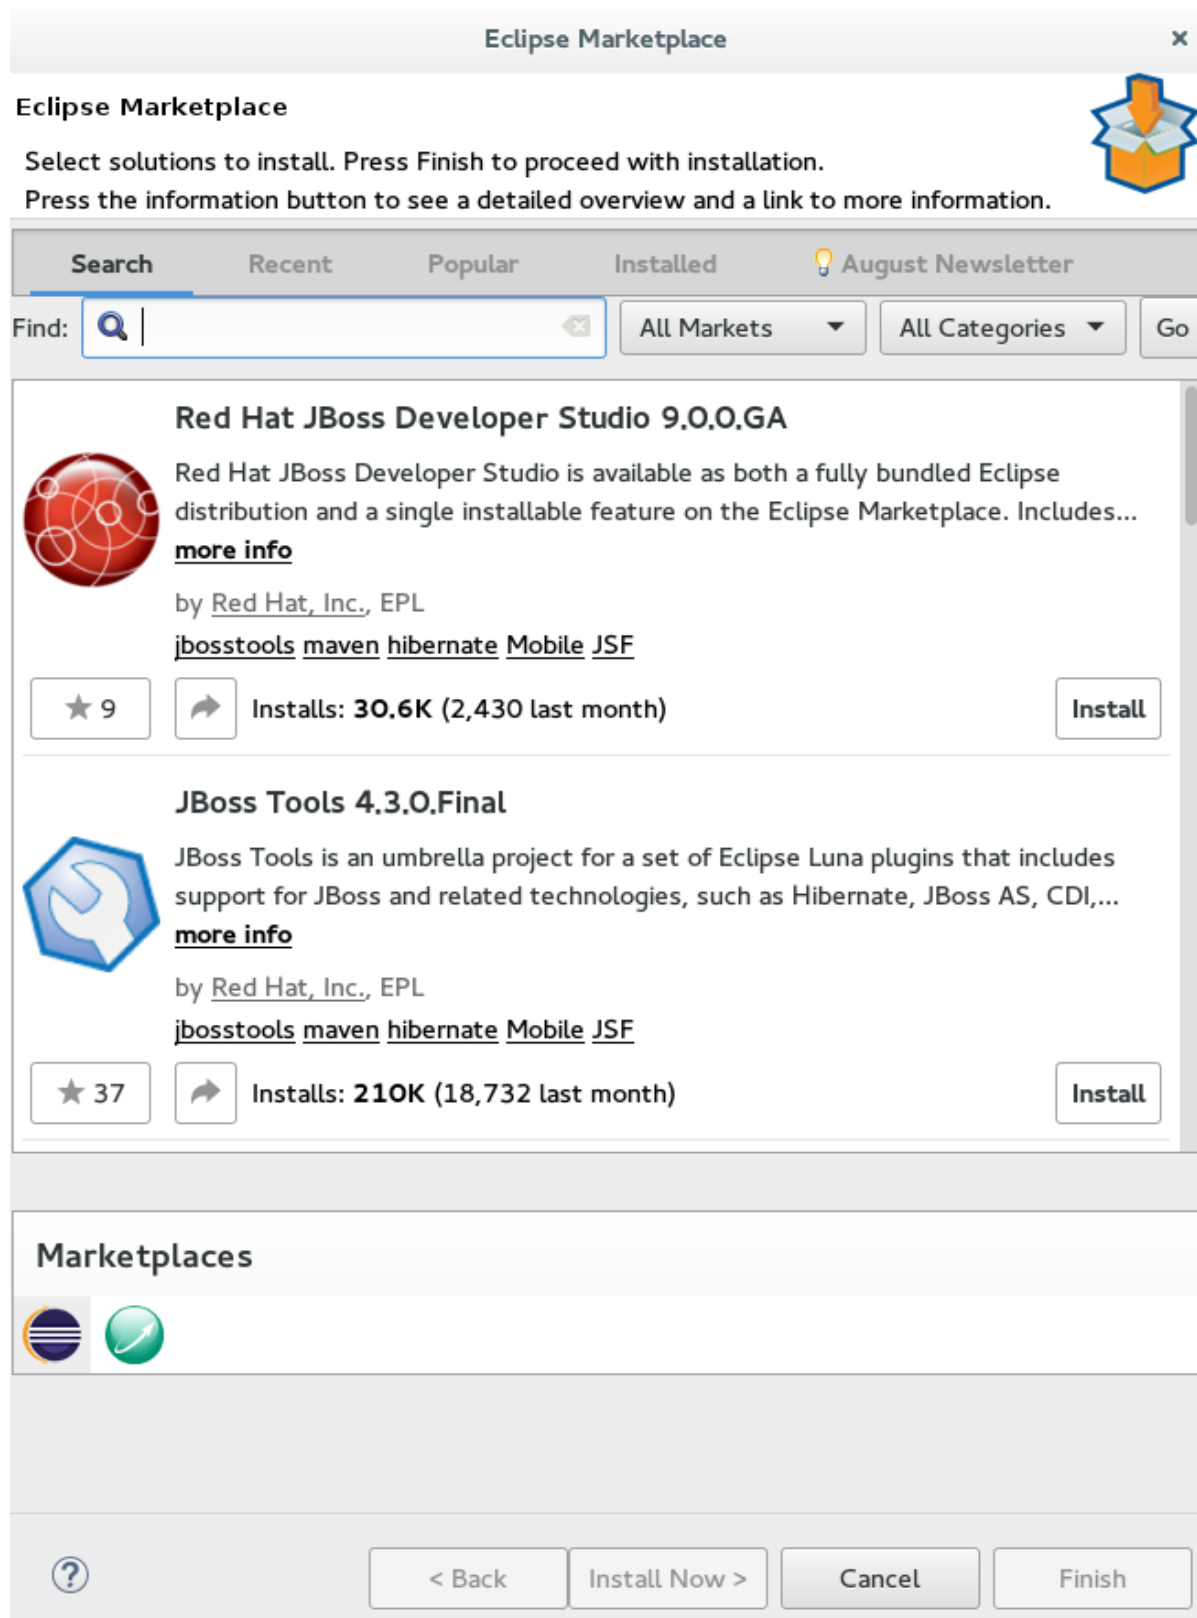 Eclipse Marketplace
Eclipse Marketplace
Select solutions to install. Press Finish to proceed with installation.
Press the information button to see a detailed overview and a link to more information.
Search Recent Popular Installed August Newsletter
Find: All Markets All Categories Go
Red Hat JBoss Developer Studio 9.0.0.GA
Red Hat JBoss Developer Studio is available as both a fully bundled Eclipse
distribution and a single installable feature on the Eclipse Marketplace. Includes...
more info
by Red Hat, Inc., EPL
jbosstools maven hibernate Mobile JSF
★ 9 Installs: 30.6K (2,430 last month) Install
JBoss Tools 4.3.0.Final
JBoss Tools is an umbrella project for a set of Eclipse Luna plugins that includes
support for JBoss and related technologies, such as Hibernate, JBoss AS, CDI,...
more info
by Red Hat, Inc., EPL
jbosstools maven hibernate Mobile JSF
★ 37 Installs: 210K (18,732 last month) Install
Marketplaces
? < Back Install Now > Cancel Finish